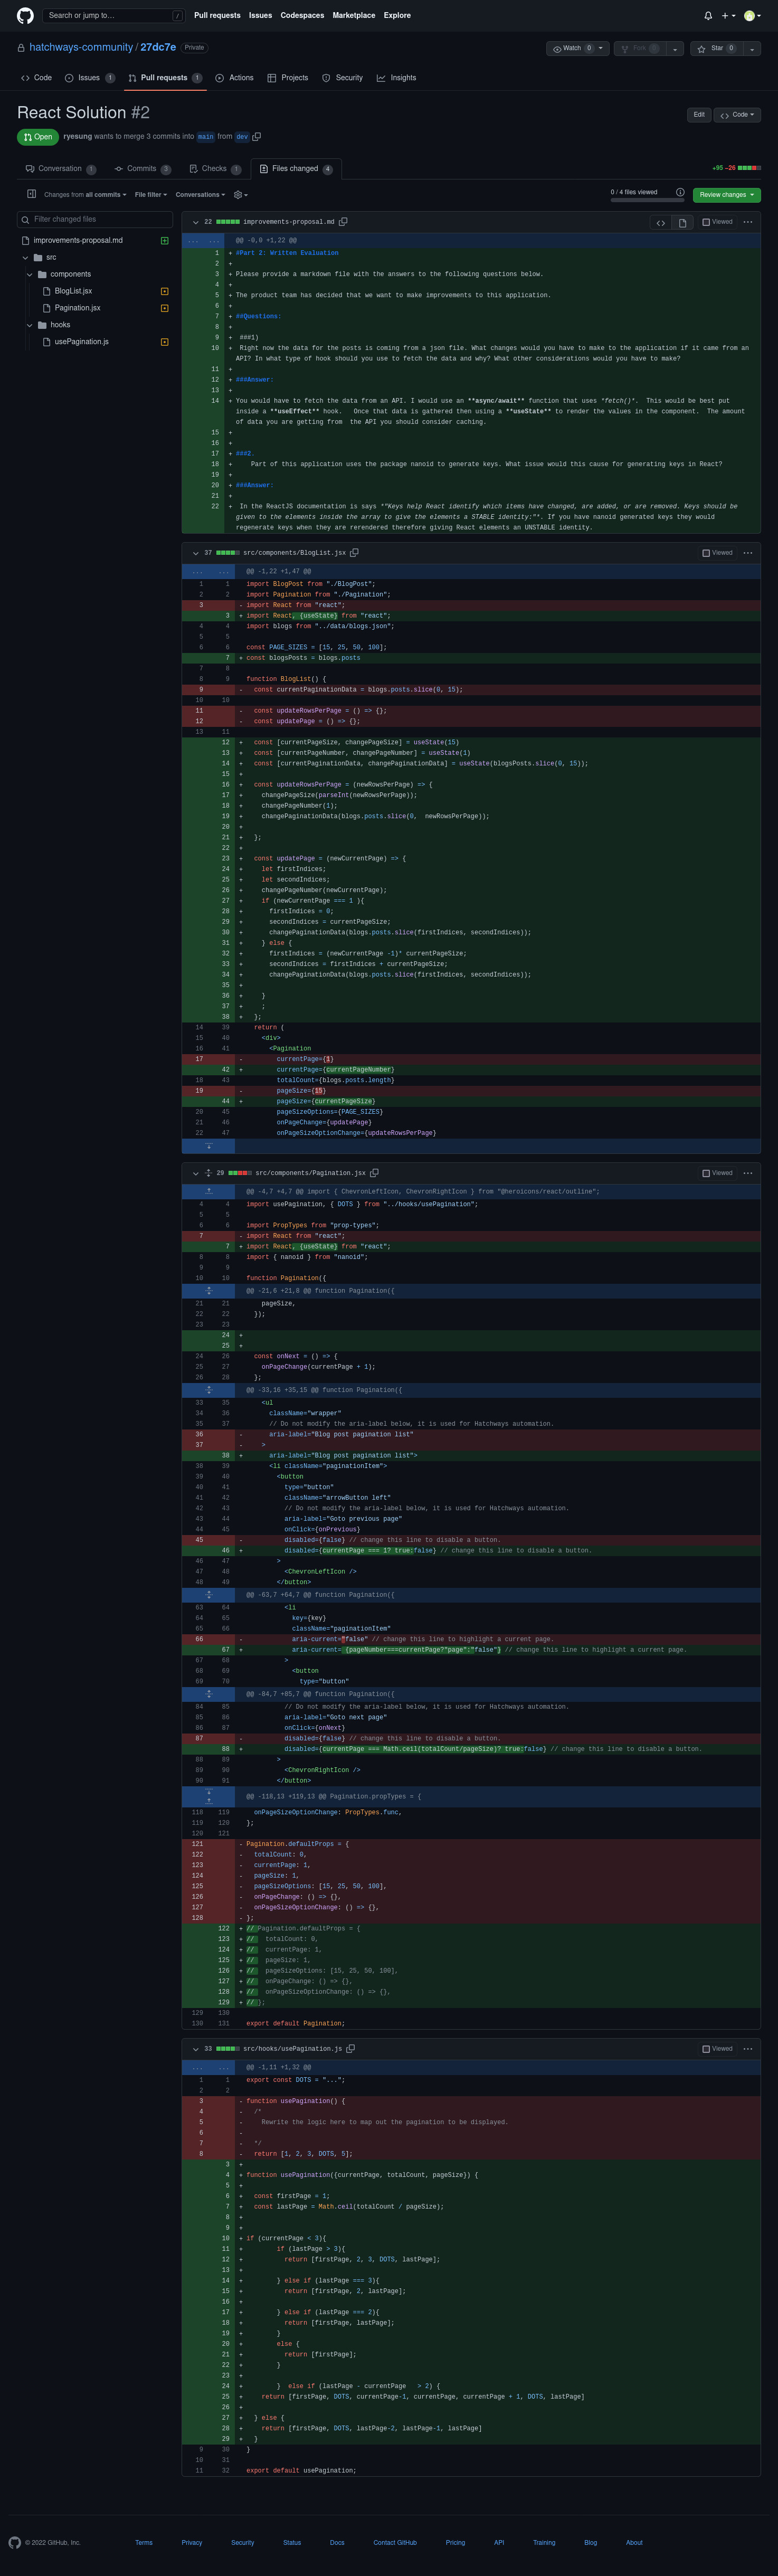 Search or jump to… /
Pull requests Issues Codespaces Marketplace Explore
hatchways-community / 27dc7e Private
Watch 0 Fork 0 Star 0
Code Issues 1 Pull requests 1 Actions Projects Security Insights
React Solution #2
Edit Code
Open ryesung wants to merge 3 commits into main from dev
Conversation 1 Commits 3 Checks 1 Files changed 4
+95 −26
Changes from all commits File filter Conversations
0 / 4 files viewed
Review changes
Filter changed files
improvements-proposal.md
src
components
BlogList.jsx
Pagination.jsx
hooks
usePagination.js
22 improvements-proposal.md Viewed
... ... @@ -0,0 +1,22 @@
1 + #Part 2: Written Evaluation
2 +
3 + Please provide a markdown file with the answers to the following questions below.
4 +
5 + The product team has decided that we want to make improvements to this application.
6 +
7 + ##Questions:
8 +
9 + ###1)
10 + Right now the data for the posts is coming from a json file. What changes would you have to make to the application if it came from an
API? In what type of hook should you use to fetch the data and why? What other considerations would you have to make?
11 +
12 + ###Answer:
13 +
14 + You would have to fetch the data from an API. I would use an **async/await** function that uses *fetch()*. This would be best put
inside a **useEffect** hook. Once that data is gathered then using a **useState** to render the values in the component. The amount
of data you are getting from the API you should consider caching.
15 +
16 +
17 + ###2.
18 + Part of this application uses the package nanoid to generate keys. What issue would this cause for generating keys in React?
19 +
20 + ###Answer:
21 +
22 + In the ReactJS documentation is says *"Keys help React identify which items have changed, are added, or are removed. Keys should be
given to the elements inside the array to give the elements a STABLE identity:"*. If you have nanoid generated keys they would
regenerate keys when they are rerendered therefore giving React elements an UNSTABLE identity.
37 src/components/BlogList.jsx Viewed
... ... @@ -1,22 +1,47 @@
1 1 import BlogPost from "./BlogPost";
2 2 import Pagination from "./Pagination";
3 - import React from "react";
3 + import React, {useState} from "react";
4 4 import blogs from "../data/blogs.json";
5 5
6 6 const PAGE_SIZES = [15, 25, 50, 100];
7 + const blogsPosts = blogs.posts
7 8
8 9 function BlogList() {
9 - const currentPaginationData = blogs.posts.slice(0, 15);
10 10
11 - const updateRowsPerPage = () => {};
12 - const updatePage = () => {};
13 11
12 + const [currentPageSize, changePageSize] = useState(15)
13 + const [currentPageNumber, changePageNumber] = useState(1)
14 + const [currentPaginationData, changePaginationData] = useState(blogsPosts.slice(0, 15));
15 +
16 + const updateRowsPerPage = (newRowsPerPage) => {
17 + changePageSize(parseInt(newRowsPerPage));
18 + changePageNumber(1);
19 + changePaginationData(blogs.posts.slice(0, newRowsPerPage));
20 +
21 + };
22 +
23 + const updatePage = (newCurrentPage) => {
24 + let firstIndices;
25 + let secondIndices;
26 + changePageNumber(newCurrentPage);
27 + if (newCurrentPage === 1 ){
28 + firstIndices = 0;
29 + secondIndices = currentPageSize;
30 + changePaginationData(blogs.posts.slice(firstIndices, secondIndices));
31 + } else {
32 + firstIndices = (newCurrentPage -1)* currentPageSize;
33 + secondIndices = firstIndices + currentPageSize;
34 + changePaginationData(blogs.posts.slice(firstIndices, secondIndices));
35 +
36 + }
37 + ;
38 + };
14 39 return (
15 40 <div>
16 41 <Pagination
17 - currentPage={1}
42 + currentPage={currentPageNumber}
18 43 totalCount={blogs.posts.length}
19 - pageSize={15}
44 + pageSize={currentPageSize}
20 45 pageSizeOptions={PAGE_SIZES}
21 46 onPageChange={updatePage}
22 47 onPageSizeOptionChange={updateRowsPerPage}
29 src/components/Pagination.jsx Viewed
@@ -4,7 +4,7 @@ import { ChevronLeftIcon, ChevronRightIcon } from "@heroicons/react/outline";
4 4 import usePagination, { DOTS } from "../hooks/usePagination";
5 5
6 6 import PropTypes from "prop-types";
7 - import React from "react";
7 + import React, {useState} from "react";
8 8 import { nanoid } from "nanoid";
9 9
10 10 function Pagination({
@@ -21,6 +21,8 @@ function Pagination({
21 21 pageSize,
22 22 });
23 23
24 +
25 +
24 26 const onNext = () => {
25 27 onPageChange(currentPage + 1);
26 28 };
@@ -33,16 +35,15 @@ function Pagination({
33 35 <ul
34 36 className="wrapper"
35 37 // Do not modify the aria-label below, it is used for Hatchways automation.
36 - aria-label="Blog post pagination list"
37 - >
38 + aria-label="Blog post pagination list">
38 39 <li className="paginationItem">
39 40 <button
40 41 type="button"
41 42 className="arrowButton left"
42 43 // Do not modify the aria-label below, it is used for Hatchways automation.
43 44 aria-label="Goto previous page"
44 45 onClick={onPrevious}
45 - disabled={false} // change this line to disable a button.
46 + disabled={currentPage === 1? true:false} // change this line to disable a button.
46 47 >
47 48 <ChevronLeftIcon />
48 49 </button>
@@ -63,7 +64,7 @@ function Pagination({
63 64 <li
64 65 key={key}
65 66 className="paginationItem"
66 - aria-current="false" // change this line to highlight a current page.
67 + aria-current= {pageNumber===currentPage?"page":"false"} // change this line to highlight a current page.
67 68 >
68 69 <button
69 70 type="button"
@@ -84,7 +85,7 @@ function Pagination({
84 85 // Do not modify the aria-label below, it is used for Hatchways automation.
85 86 aria-label="Goto next page"
86 87 onClick={onNext}
87 - disabled={false} // change this line to disable a button.
88 + disabled={currentPage === Math.ceil(totalCount/pageSize)? true:false} // change this line to disable a button.
88 89 >
89 90 <ChevronRightIcon />
90 91 </button>
@@ -118,13 +119,13 @@ Pagination.propTypes = {
118 119 onPageSizeOptionChange: PropTypes.func,
119 120 };
120 121
121 - Pagination.defaultProps = {
122 - totalCount: 0,
123 - currentPage: 1,
124 - pageSize: 1,
125 - pageSizeOptions: [15, 25, 50, 100],
126 - onPageChange: () => {},
127 - onPageSizeOptionChange: () => {},
128 - };
122 + // Pagination.defaultProps = {
123 + // totalCount: 0,
124 + // currentPage: 1,
125 + // pageSize: 1,
126 + // pageSizeOptions: [15, 25, 50, 100],
127 + // onPageChange: () => {},
128 + // onPageSizeOptionChange: () => {},
129 + // };
129 130
130 131 export default Pagination;
33 src/hooks/usePagination.js Viewed
... ... @@ -1,11 +1,32 @@
1 1 export const DOTS = "...";
2 2
3 - function usePagination() {
4 - /*
5 - Rewrite the logic here to map out the pagination to be displayed.
6 -
7 - */
8 - return [1, 2, 3, DOTS, 5];
3 +
4 + function usePagination({currentPage, totalCount, pageSize}) {
5 +
6 + const firstPage = 1;
7 + const lastPage = Math.ceil(totalCount / pageSize);
8 +
9 +
10 + if (currentPage < 3){
11 + if (lastPage > 3){
12 + return [firstPage, 2, 3, DOTS, lastPage];
13 +
14 + } else if (lastPage === 3){
15 + return [firstPage, 2, lastPage];
16 +
17 + } else if (lastPage === 2){
18 + return [firstPage, lastPage];
19 + }
20 + else {
21 + return [firstPage];
22 + }
23 +
24 + } else if (lastPage - currentPage > 2) {
25 + return [firstPage, DOTS, currentPage-1, currentPage, currentPage + 1, DOTS, lastPage]
26 +
27 + } else {
28 + return [firstPage, DOTS, lastPage-2, lastPage-1, lastPage]
29 + }
9 30 }
10 31
11 32 export default usePagination;
© 2022 GitHub, Inc. Terms Privacy Security Status Docs Contact GitHub Pricing API Training Blog About